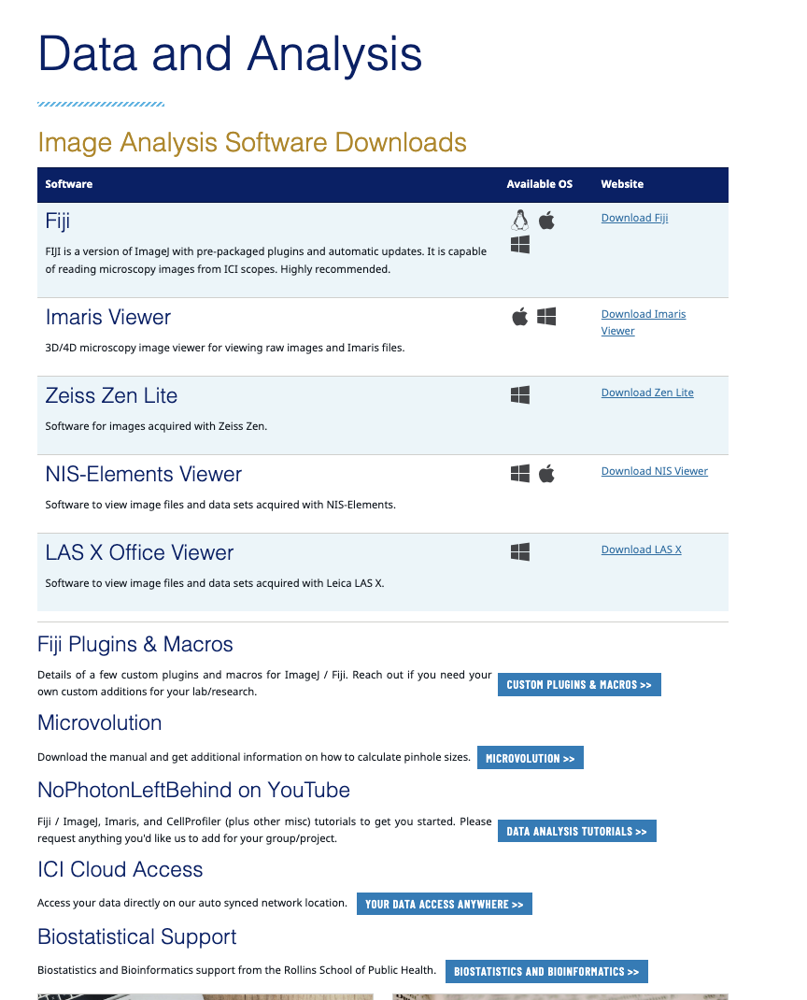 Data and Analysis
Image Analysis Software Downloads
Software Available OS Website
Fiji
Download Fiji
FIJI is a version of ImageJ with pre-packaged plugins and automatic updates. It is capable
of reading microscopy images from ICI scopes. Highly recommended.
Imaris Viewer
Download Imaris
Viewer
3D/4D microscopy image viewer for viewing raw images and Imaris files.
Zeiss Zen Lite
Download Zen Lite
Software for images acquired with Zeiss Zen.
NIS-Elements Viewer
Download NIS Viewer
Software to view image files and data sets acquired with NIS-Elements.
LAS X Office Viewer
Download LAS X
Software to view image files and data sets acquired with Leica LAS X.
Fiji Plugins & Macros
Details of a few custom plugins and macros for ImageJ / Fiji. Reach out if you need your
own custom additions for your lab/research.
CUSTOM PLUGINS & MACROS >>
Microvolution
Download the manual and get additional information on how to calculate pinhole sizes.
MICROVOLUTION >>
NoPhotonLeftBehind on YouTube
Fiji / ImageJ, Imaris, and CellProfiler (plus other misc) tutorials to get you started. Please
request anything you'd like us to add for your group/project.
DATA ANALYSIS TUTORIALS >>
ICI Cloud Access
Access your data directly on our auto synced network location.
YOUR DATA ACCESS ANYWHERE >>
Biostatistical Support
Biostatistics and Bioinformatics support from the Rollins School of Public Health.
BIOSTATISTICS AND BIOINFORMATICS >>